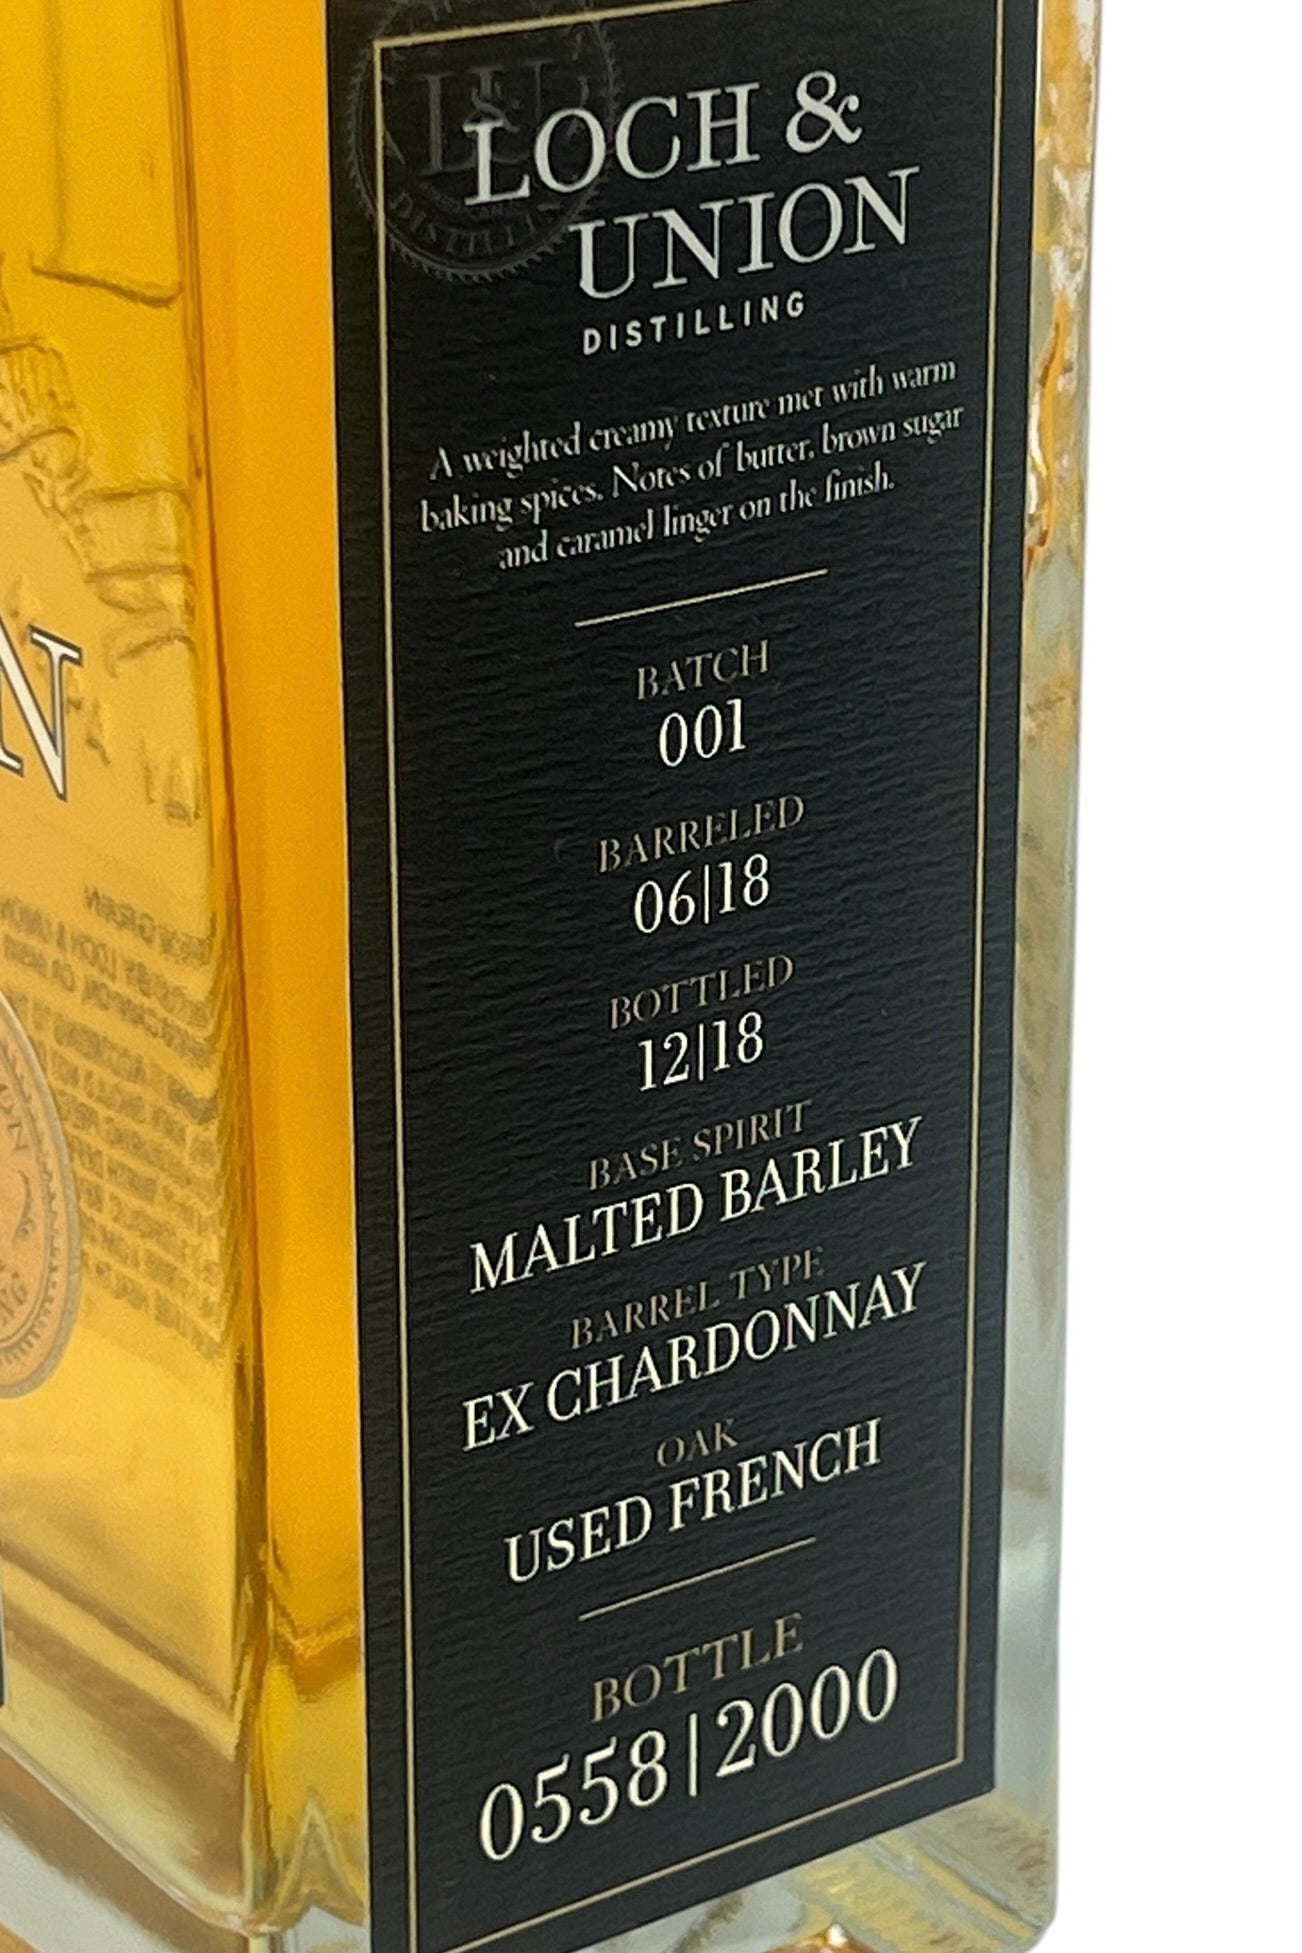 L&U
DISTILLING
LOCH &
UNION
DISTILLING
A weighted creamy texture met with warm
baking spices. Notes of butter, brown sugar
and caramel linger on the finish.
BATCH
001
BARRELED
06|18
BOTTLED
12|18
BASE SPIRIT
MALTED BARLEY
BARREL TYPE
EX CHARDONNAY
OAK
USED FRENCH
BOTTLE
0558|2000
N